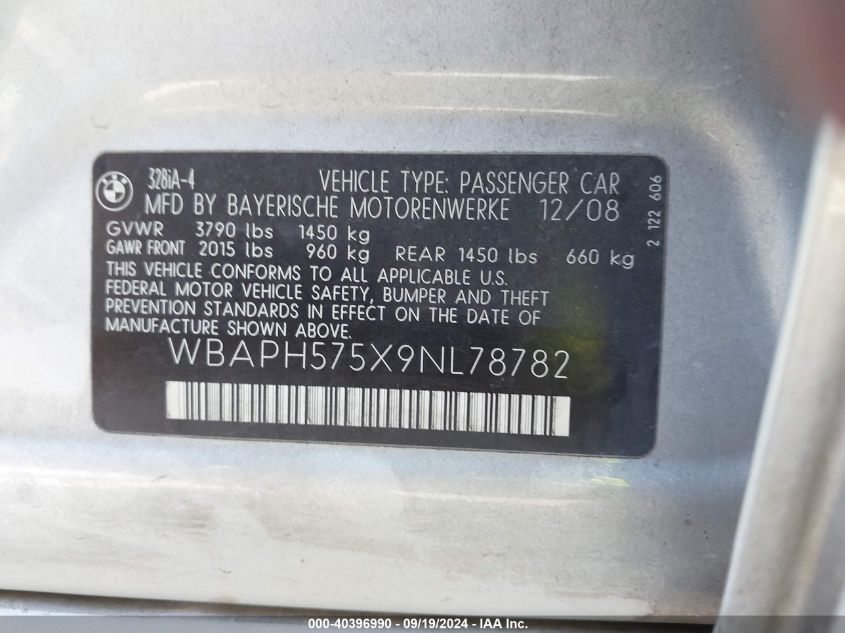 BMW
328iA-4 VEHICLE TYPE: PASSENGER CAR
MFD BY BAYERISCHE MOTORENWERKE 12/08
GVWR 3790 lbs 1450 kg
GAWR FRONT 2015 lbs 960 kg REAR 1450 lbs 660 kg
THIS VEHICLE CONFORMS TO ALL APPLICABLE U.S.
FEDERAL MOTOR VEHICLE SAFETY, BUMPER AND THEFT
PREVENTION STANDARDS IN EFFECT ON THE DATE OF
MANUFACTURE SHOWN ABOVE.
WBAPH575X9NL78782
2 122 606
000-40396990 - 09/19/2024 - IAA Inc.